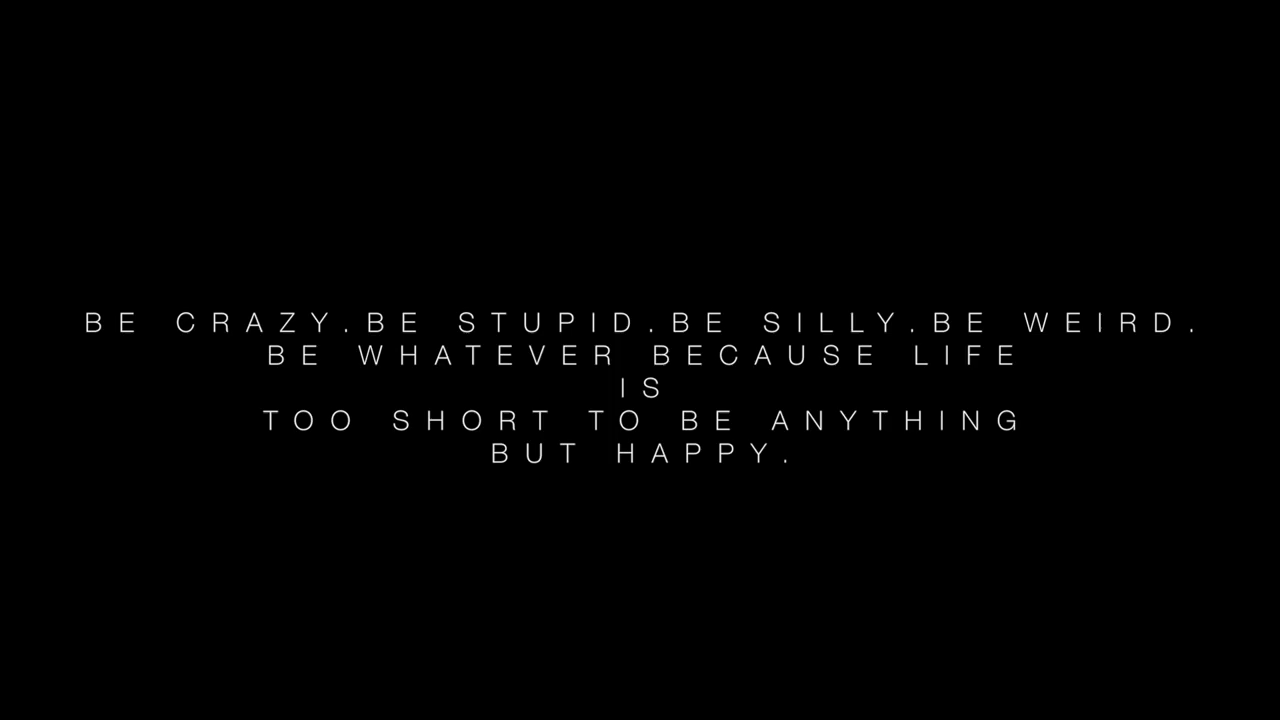 BE CRAZY.BE STUPID.BE SILLY.BE WEIRD.
BE WHATEVER BECAUSE LIFE
IS
TOO SHORT TO BE ANYTHING
BUT HAPPY.